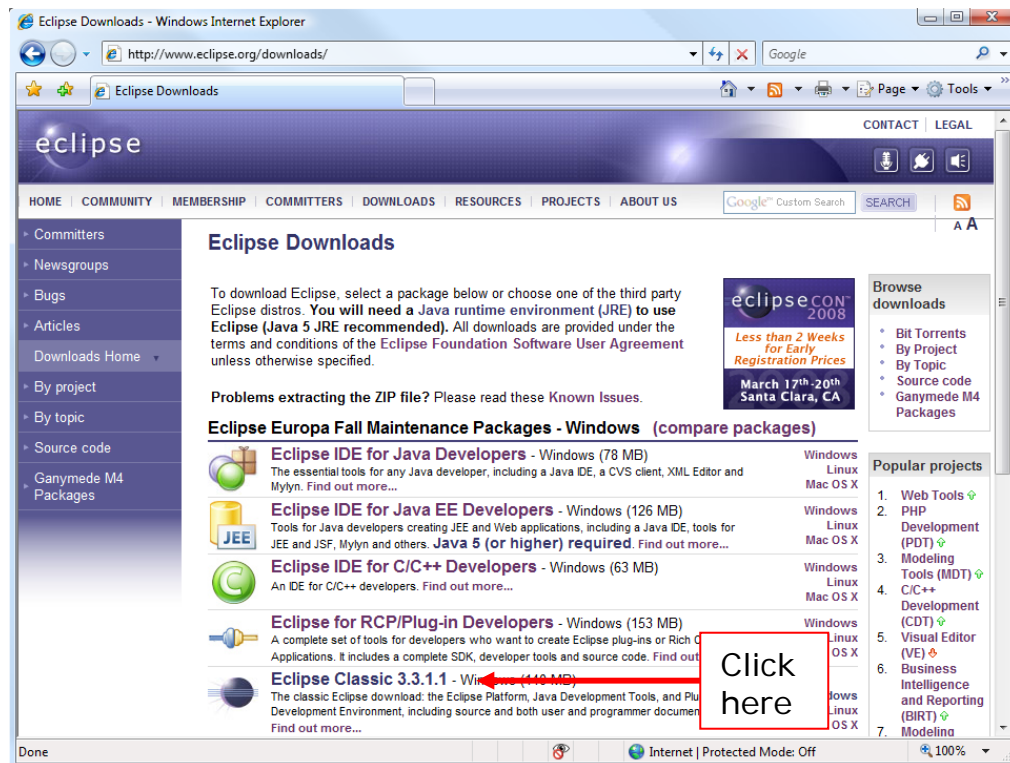 Eclipse Downloads - Windows Internet Explorer
http://www.eclipse.org/downloads/
Google
Eclipse Downloads
Page
Tools
CONTACT | LEGAL
eclipse
HOME | COMMUNITY | MEMBERSHIP | COMMITTERS | DOWNLOADS | RESOURCES | PROJECTS | ABOUT US
Google™ Custom Search
SEARCH
A A
Committers
Newsgroups
Bugs
Articles
Downloads Home
By project
By topic
Source code
Ganymede M4
Packages
Eclipse Downloads
To download Eclipse, select a package below or choose one of the third party
Eclipse distros. You will need a Java runtime environment (JRE) to use
Eclipse (Java 5 JRE recommended). All downloads are provided under the
terms and conditions of the Eclipse Foundation Software User Agreement
unless otherwise specified.
Problems extracting the ZIP file? Please read these Known Issues.
eclipseCON™
2008
Less than 2 Weeks
for Early
Registration Prices
March 17th-20th
Santa Clara, CA
Eclipse Europa Fall Maintenance Packages - Windows (compare packages)
Eclipse IDE for Java Developers - Windows (78 MB)
The essential tools for any Java developer, including a Java IDE, a CVS client, XML Editor and
Mylyn. Find out more...
Windows
Linux
Mac OS X
JEE
Eclipse IDE for Java EE Developers - Windows (126 MB)
Tools for Java developers creating JEE and Web applications, including a Java IDE, tools for
JEE and JSF, Mylyn and others. Java 5 (or higher) required. Find out more...
Windows
Linux
Mac OS X
Eclipse IDE for C/C++ Developers - Windows (63 MB)
An IDE for C/C++ developers. Find out more...
Windows
Linux
Mac OS X
Eclipse for RCP/Plug-in Developers - Windows (153 MB)
A complete set of tools for developers who want to create Eclipse plug-ins or Rich
Applications. It includes a complete SDK, developer tools and source code. Find out
Windows
Linux
OS X
Eclipse Classic 3.3.1.1 - Windows (140 MB)
The classic Eclipse download: the Eclipse Platform, Java Development Tools, and
Development Environment, including source and both user and programmer
Find out more...
Linux
OS X
Click
here
Browse
downloads
Bit Torrents
By Project
By Topic
Source code
Ganymede M4
Packages
Popular projects
1. Web Tools
2. PHP
Development
(PDT)
3. Modeling
Tools (MDT)
4. C/C++
Development
(CDT)
5. Visual Editor
(VE)
6. Business
Intelligence
and Reporting
(BIRT)
7. Modeling
Done
Internet | Protected Mode: Off
100%